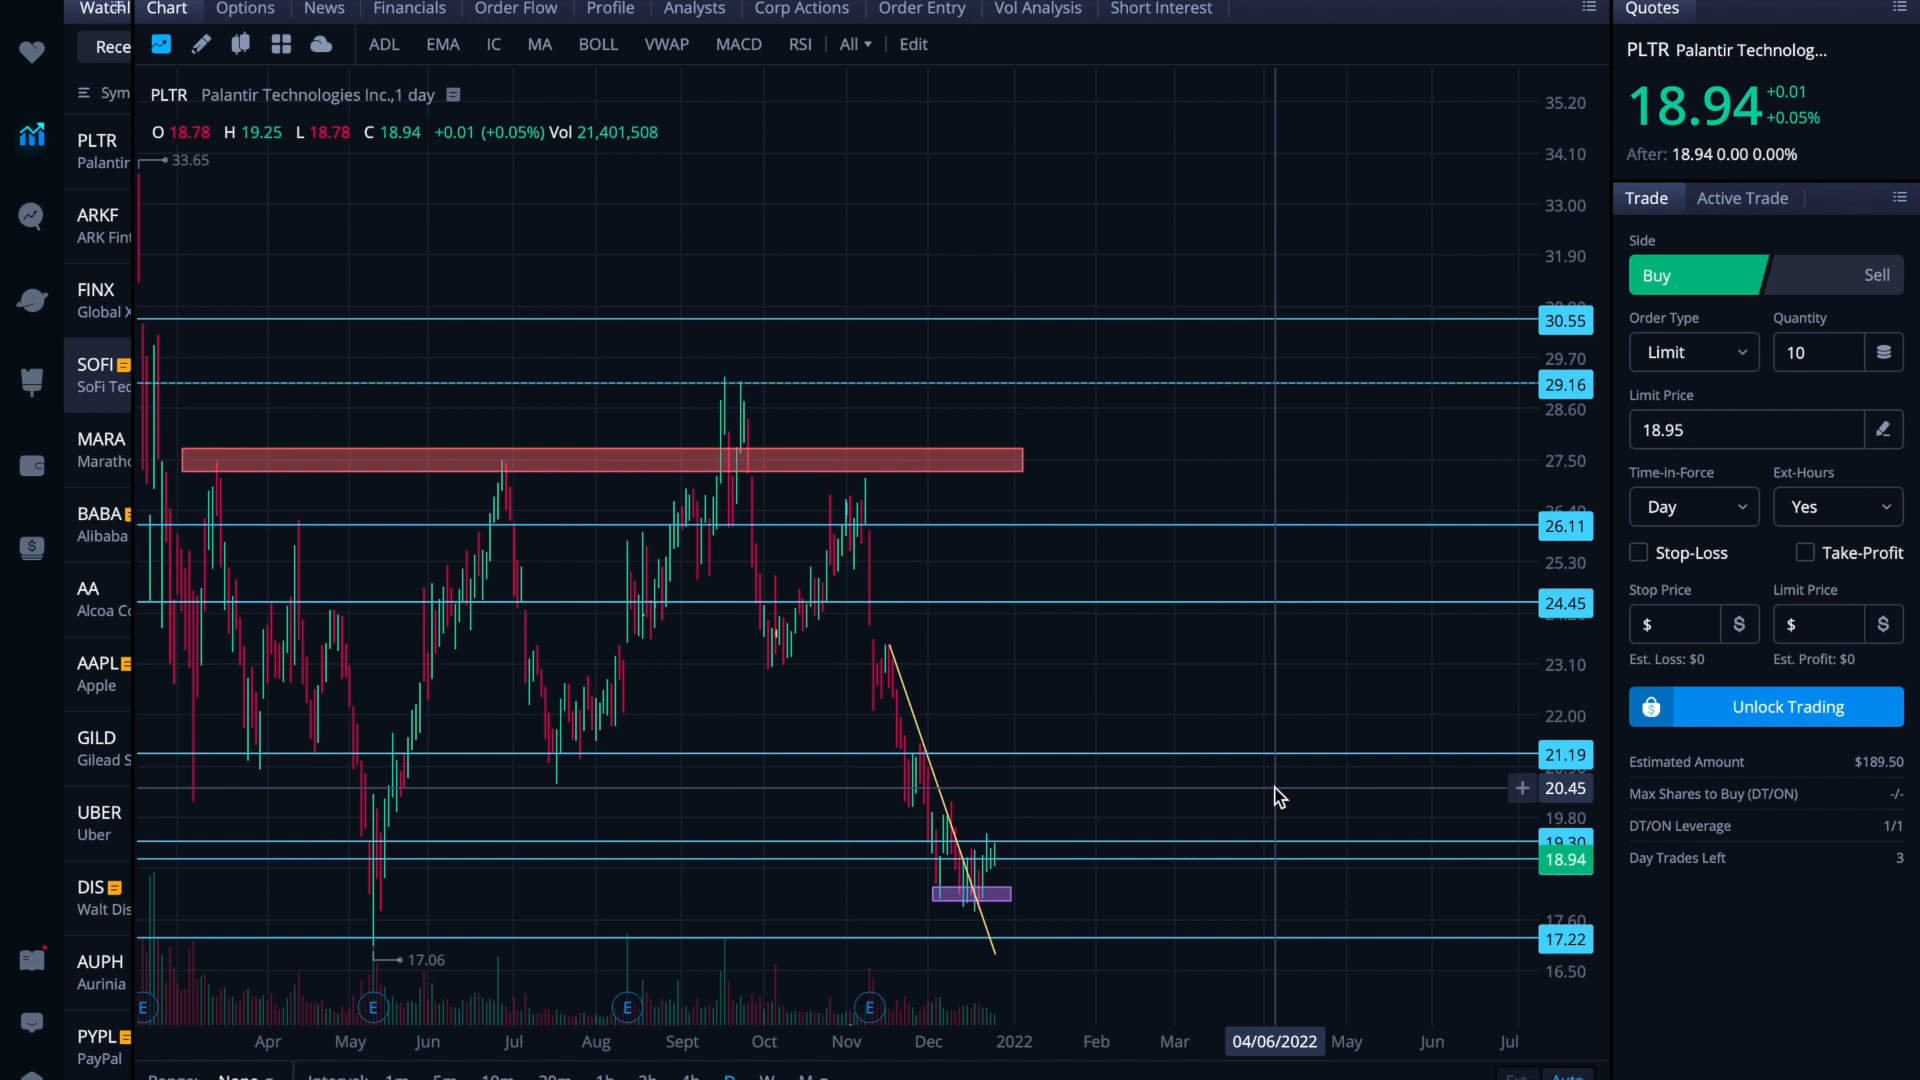 Watchl
Chart
Options
News
Financials
Order Flow
Profile
Analysts
Corp Actions
Order Entry
Vol Analysis
Short Interest
Quotes
Rece
ADL EMA IC MA BOLL VWAP MACD RSI All Edit
PLTR Palantir Technolog...
18.94
+0.01
+0.05%
After: 18.94 0.00 0.00%
Sym
PLTR
Palantir
ARKF
ARK Fint
FINX
Global X
SOFI
SoFi Tec
MARA
Maratho
BABA
Alibaba
AA
Alcoa Co
AAPL
Apple
GILD
Gilead S
UBER
Uber
DIS
Walt Dis
AUPH
Aurinia
PYPL
PayPal
PLTR Palantir Technologies Inc.,1 day
O 18.78 H 19.25 L 18.78 C 18.94 +0.01 (+0.05%) Vol 21,401,508
33.65
17.06
E E E E
35.20
34.10
33.00
31.90
30.55
29.70
29.16
28.60
27.50
26.11
25.30
24.45
23.10
22.00
21.19
20.45
19.80
19.30
18.94
17.60
17.22
16.50
Apr May Jun Jul Aug Sept Oct Nov Dec 2022 Feb Mar 04/06/2022 May Jun Jul
Trade
Active Trade
Side
Buy
Sell
Order Type
Quantity
Limit
10
Limit Price
18.95
Time-in-Force
Ext-Hours
Day
Yes
Stop-Loss
Take-Profit
Stop Price
Limit Price
$ $
$ $
Est. Loss: $0
Est. Profit: $0
Unlock Trading
Estimated Amount $189.50
Max Shares to Buy (DT/ON) -/-
DT/ON Leverage 1/1
Day Trades Left 3